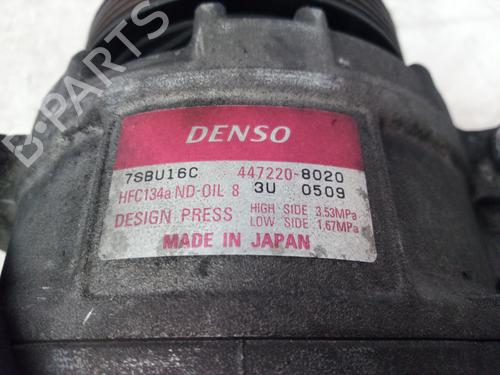 B-PARTS
DENSO
7SBU16C 447220-8020
HFC134a ND-OIL 8 3U 0509
DESIGN PRESS HIGH SIDE 3.53MPa
LOW SIDE 1.67MPa
MADE IN JAPAN